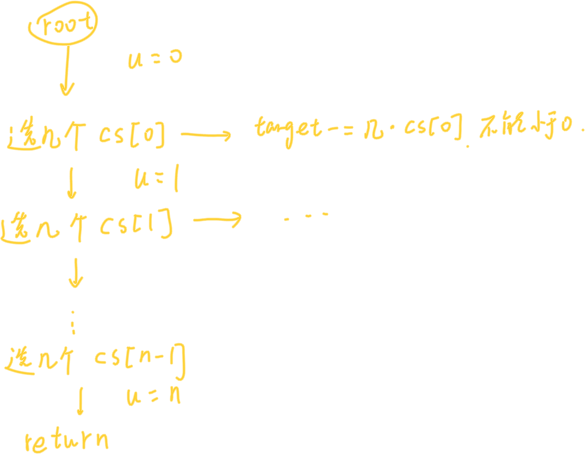 root
u=0
选几个 cs[0] → target -= 几·cs[0]. 不能小于0.
u=1
选几个 cs[1] → ...
⋮
选几个 cs[n-1]
u=n
return